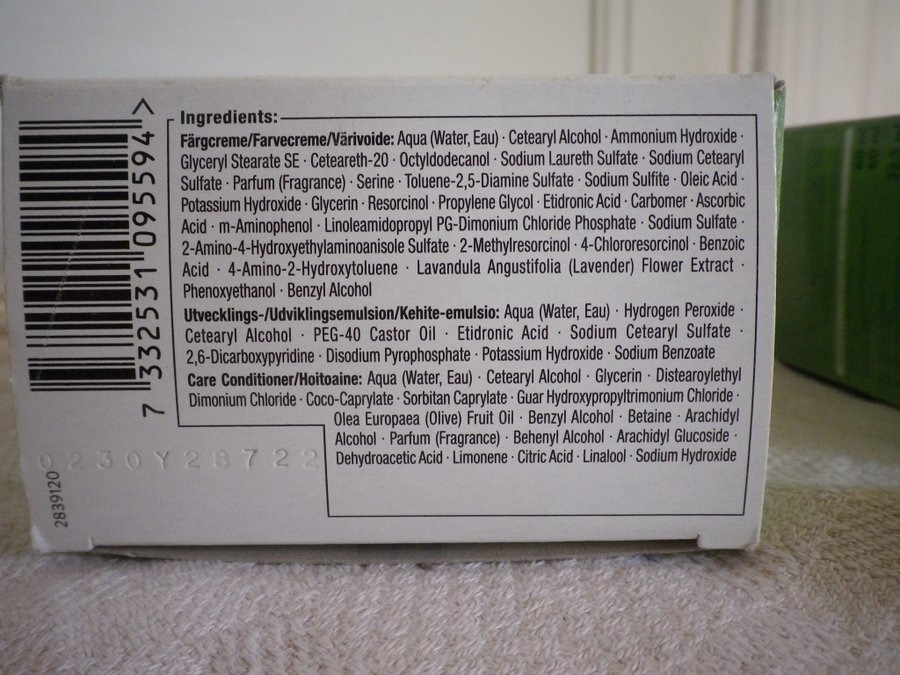 Ingredients:
Färgcreme/Farvecreme/Värivoide: Aqua (Water, Eau) · Cetearyl Alcohol · Ammonium Hydroxide ·
Glyceryl Stearate SE · Ceteareth-20 · Octyldodecanol · Sodium Laureth Sulfate · Sodium Cetearyl
Sulfate · Parfum (Fragrance) · Serine · Toluene-2,5-Diamine Sulfate · Sodium Sulfite · Oleic Acid ·
Potassium Hydroxide · Glycerin · Resorcinol · Propylene Glycol · Etidronic Acid · Carbomer · Ascorbic
Acid · m-Aminophenol · Linoleamidopropyl PG-Dimonium Chloride Phosphate · Sodium Sulfate ·
2-Amino-4-Hydroxyethylaminoanisole Sulfate · 2-Methylresorcinol · 4-Chlororesorcinol · Benzoic
Acid · 4-Amino-2-Hydroxytoluene · Lavandula Angustifolia (Lavender) Flower Extract ·
Phenoxyethanol · Benzyl Alcohol
Utvecklings-/Udviklingsemulsion/Kehite-emulsio: Aqua (Water, Eau) · Hydrogen Peroxide ·
Cetearyl Alcohol · PEG-40 Castor Oil · Etidronic Acid · Sodium Cetearyl Sulfate ·
2,6-Dicarboxypyridine · Disodium Pyrophosphate · Potassium Hydroxide · Sodium Benzoate
Care Conditioner/Hoitoaine: Aqua (Water, Eau) · Cetearyl Alcohol · Glycerin · Distearoylethyl
Dimonium Chloride · Coco-Caprylate · Sorbitan Caprylate · Guar Hydroxypropyltrimonium Chloride ·
Olea Europaea (Olive) Fruit Oil · Benzyl Alcohol · Betaine · Arachidyl
Alcohol · Parfum (Fragrance) · Behenyl Alcohol · Arachidyl Glucoside ·
Dehydroacetic Acid · Limonene · Citric Acid · Linalool · Sodium Hydroxide
7 332531 095594 >
0230Y28722
2839120